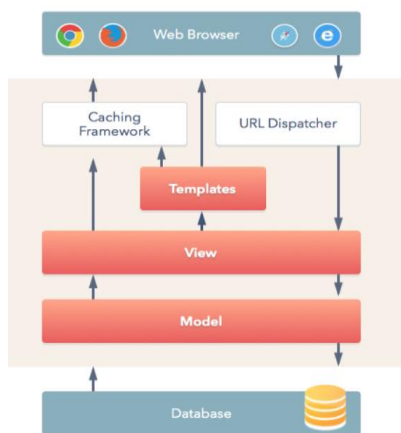 Web Browser
Caching
Framework
URL Dispatcher
Templates
View
Model
Database